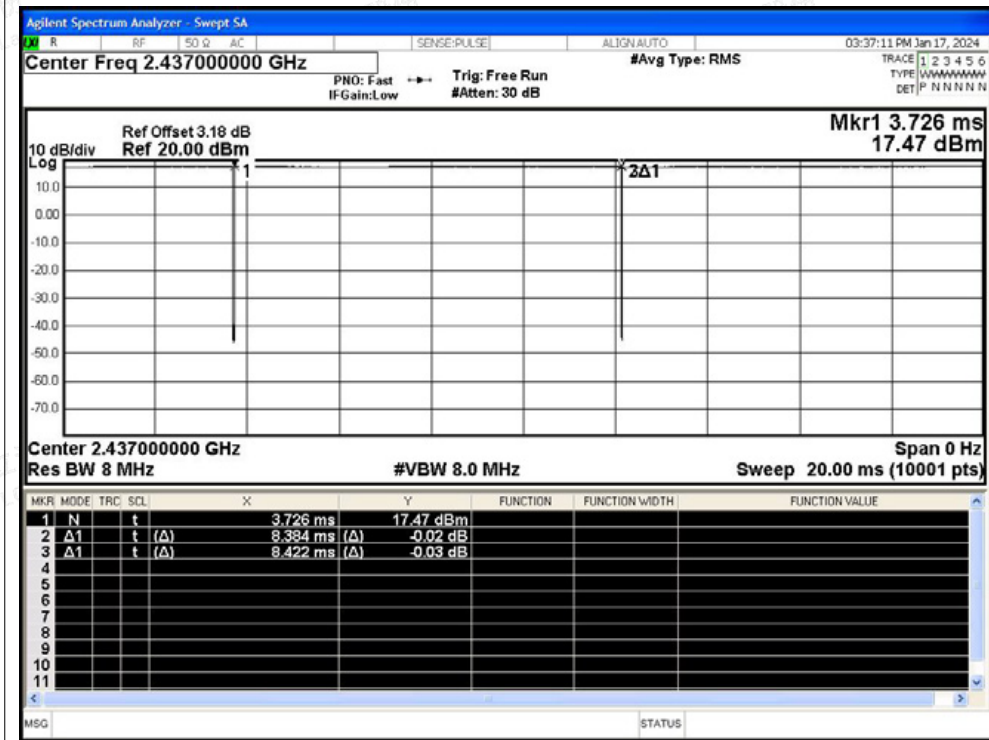 Agilent Spectrum Analyzer - Swept SA
LXI R RF 50 Ω AC SENSE:PULSE ALIGN AUTO 03:37:11 PM Jan 17, 2024
Center Freq 2.437000000 GHz #Avg Type: RMS TRACE 1 2 3 4 5 6
PNO: Fast Trig: Free Run TYPE WWWWWW
IFGain:Low #Atten: 30 dB DET P N N N N N
Mkr1 3.726 ms
17.47 dBm
Ref Offset 3.18 dB
10 dB/div Ref 20.00 dBm
Log
1
3Δ1
10.0
0.00
-10.0
-20.0
-30.0
-40.0
-50.0
-60.0
-70.0
Center 2.437000000 GHz Span 0 Hz
Res BW 8 MHz #VBW 8.0 MHz Sweep 20.00 ms (10001 pts)
MKR MODE TRC SCL X Y FUNCTION FUNCTION WIDTH FUNCTION VALUE
1 N t 3.726 ms 17.47 dBm
2 Δ1 t (Δ) 8.384 ms (Δ) -0.02 dB
3 Δ1 t (Δ) 8.422 ms (Δ) -0.03 dB
4
5
6
7
8
9
10
11
MSG STATUS